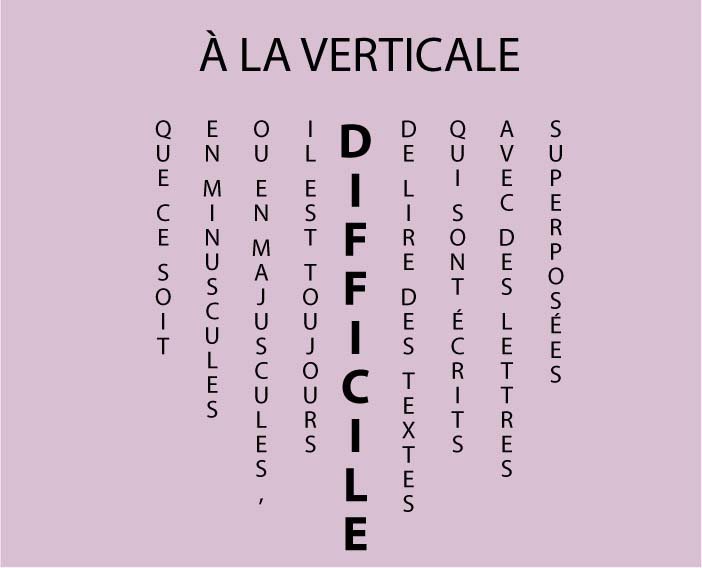 À LA VERTICALE
QUE CE SOIT
EN MINUSCULES
OU EN MAJUSCULES,
IL EST TOUJOURS
DIFFICILE
DE LIRE DES TEXTES
QUI SONT ÉCRITS
AVEC DES LETTRES
SUPERPOSÉES